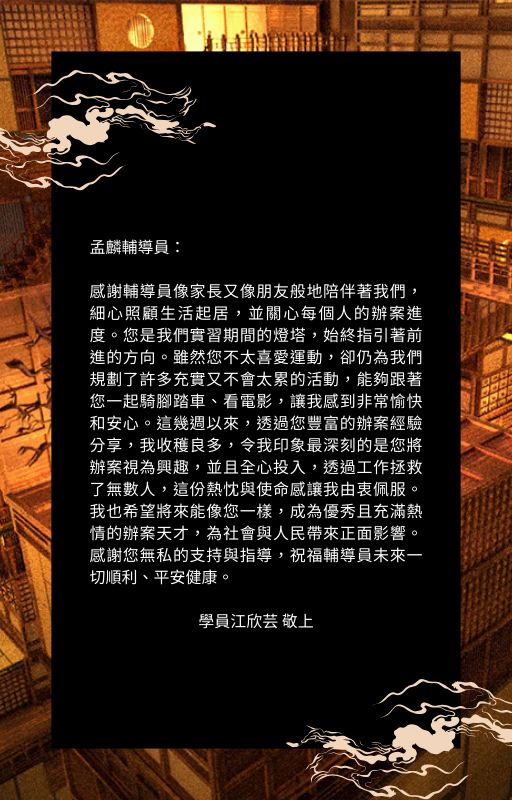 孟麟輔導員：
感謝輔導員像家長又像朋友般地陪伴著我們，
細心照顧生活起居，並關心每個人的辦案進
度。您是我們實習期間的燈塔，始終指引著前
進的方向。雖然您不太喜愛運動，卻仍為我們
規劃了許多充實又不會太累的活動，能夠跟著
您一起騎腳踏車、看電影，讓我感到非常愉快
和安心。這幾週以來，透過您豐富的辦案經驗
分享，我收穫良多，令我印象最深刻的是您將
辦案視為興趣，並且全心投入，透過工作拯救
了無數人，這份熱忱與使命感讓我由衷佩服。
我也希望將來能像您一樣，成為優秀且充滿熱
情的辦案天才，為社會與人民帶來正面影響。
感謝您無私的支持與指導，祝福輔導員未來一
切順利、平安健康。
學員江欣芸 敬上